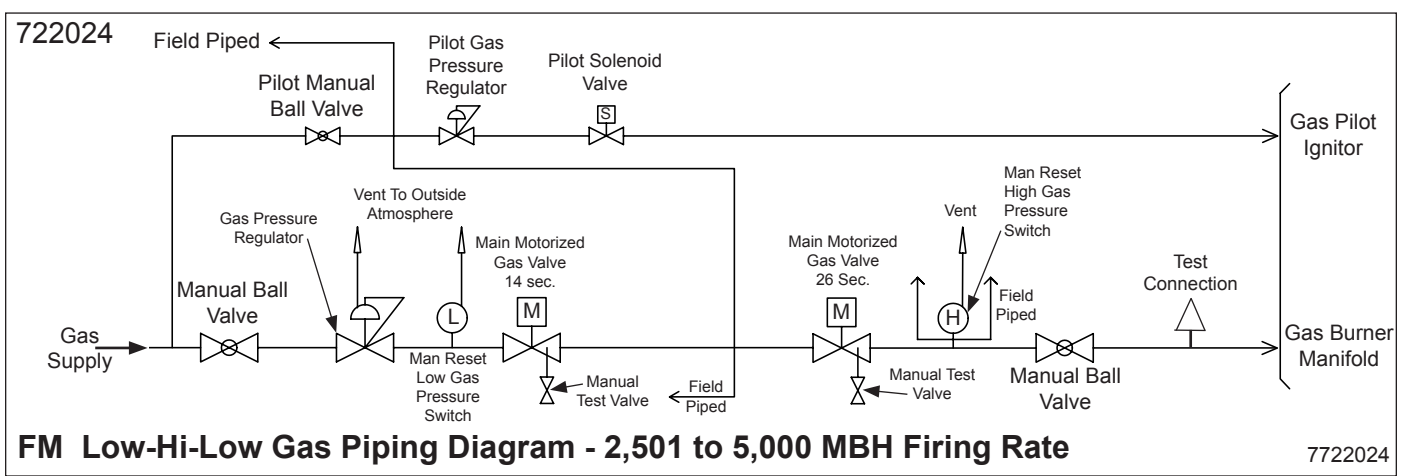 722024
Field Piped
Pilot Gas
Pressure
Regulator
Pilot Solenoid
Valve
Pilot Manual
Ball Valve
S
Gas Pilot
Ignitor
Vent To Outside
Atmosphere
Gas Pressure
Regulator
Main Motorized
Gas Valve
14 sec.
Main Motorized
Gas Valve
26 Sec.
Vent
Man Reset
High Gas
Pressure
Switch
Test
Connection
Manual Ball
Valve
M
M
L
H
Field
Piped
Gas
Supply
Gas Burner
Manifold
Man Reset
Low Gas
Pressure
Switch
Manual
Test Valve
Field
Piped
Manual Test
Valve
Manual Ball
Valve
FM Low-Hi-Low Gas Piping Diagram - 2,501 to 5,000 MBH Firing Rate
7722024